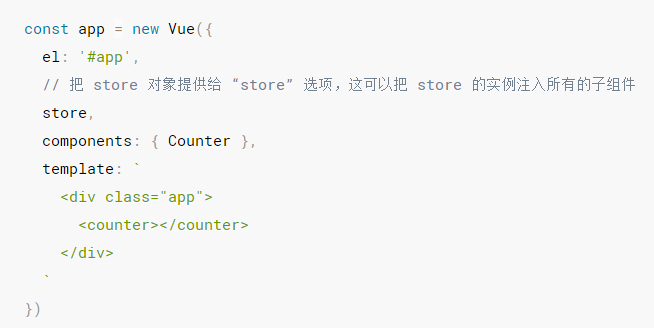 const app = new Vue({
  el: '#app',
  // 把 store 对象提供给 “store” 选项，这可以把 store 的实例注入所有的子组件
  store,
  components: { Counter },
  template: `
    <div class="app">
      <counter></counter>
    </div>
  `
})